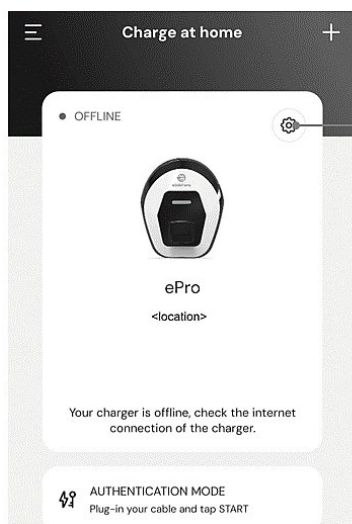 Charge at home
OFFLINE
ePro
<location>
Your charger is offline, check the internet
connection of the charger.
AUTHENTICATION MODE
Plug-in your cable and tap START